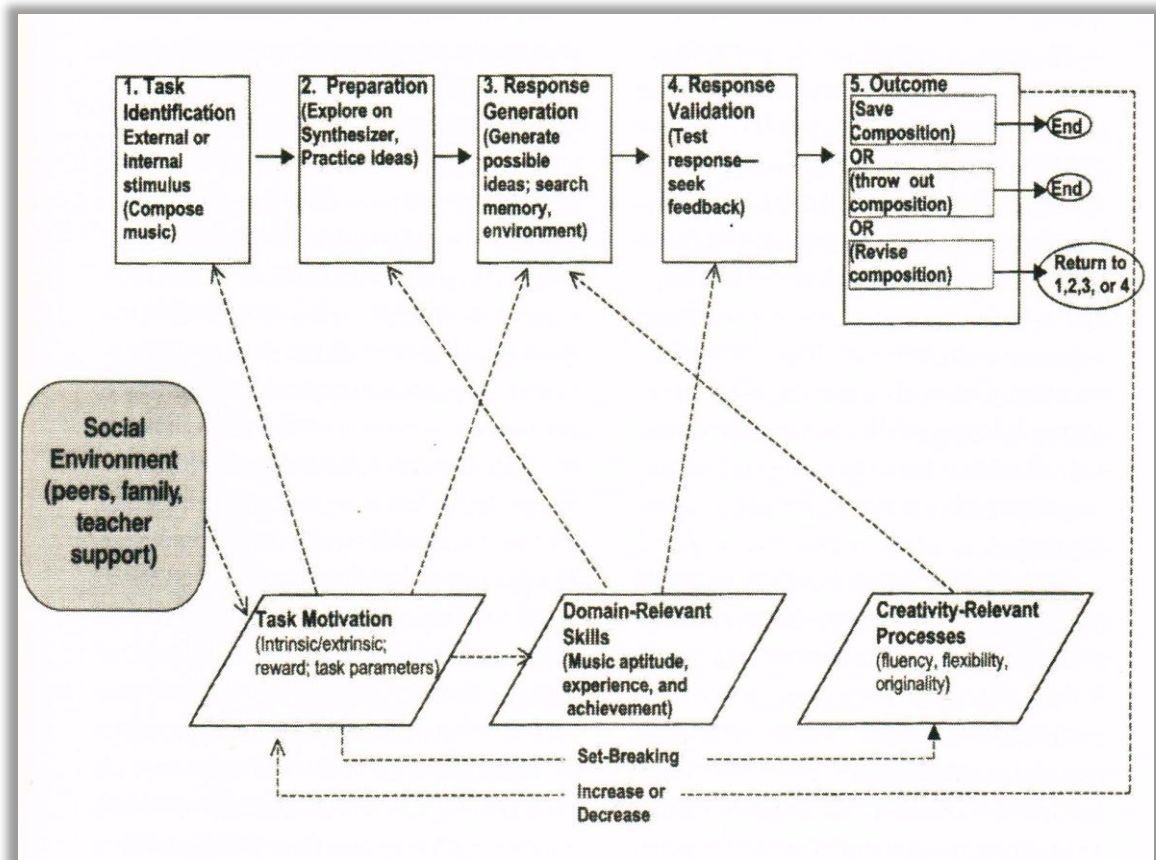 1. Task
Identification
External or
internal
stimulus
(Compose
music)
2. Preparation
(Explore on
Synthesizer,
Practice Ideas)
3. Response
Generation
(Generate
possible
ideas; search
memory,
environment)
4. Response
Validation
(Test
response—
seek
feedback)
5. Outcome
(Save
Composition)
OR
(throw out
composition)
OR
(Revise
composition)
End
End
Return to
1,2,3, or 4
Social
Environment
(peers, family,
teacher
support)
Task Motivation
(Intrinsic/extrinsic;
reward; task parameters)
Domain-Relevant
Skills
(Music aptitude,
experience, and
achievement)
Creativity-Relevant
Processes
(fluency, flexibility,
originality)
Set-Breaking
Increase or
Decrease